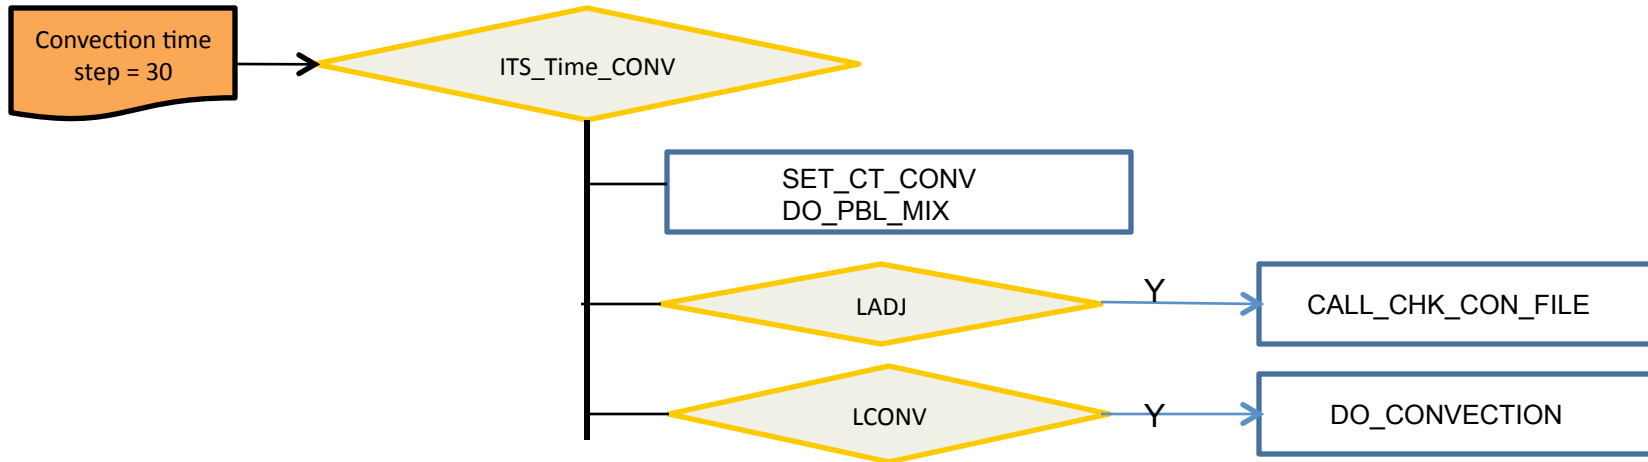 Convection time
step = 30
ITS_Time_CONV
SET_CT_CONV
DO_PBL_MIX
LADJ
Y
CALL_CHK_CON_FILE
LCONV
Y
DO_CONVECTION